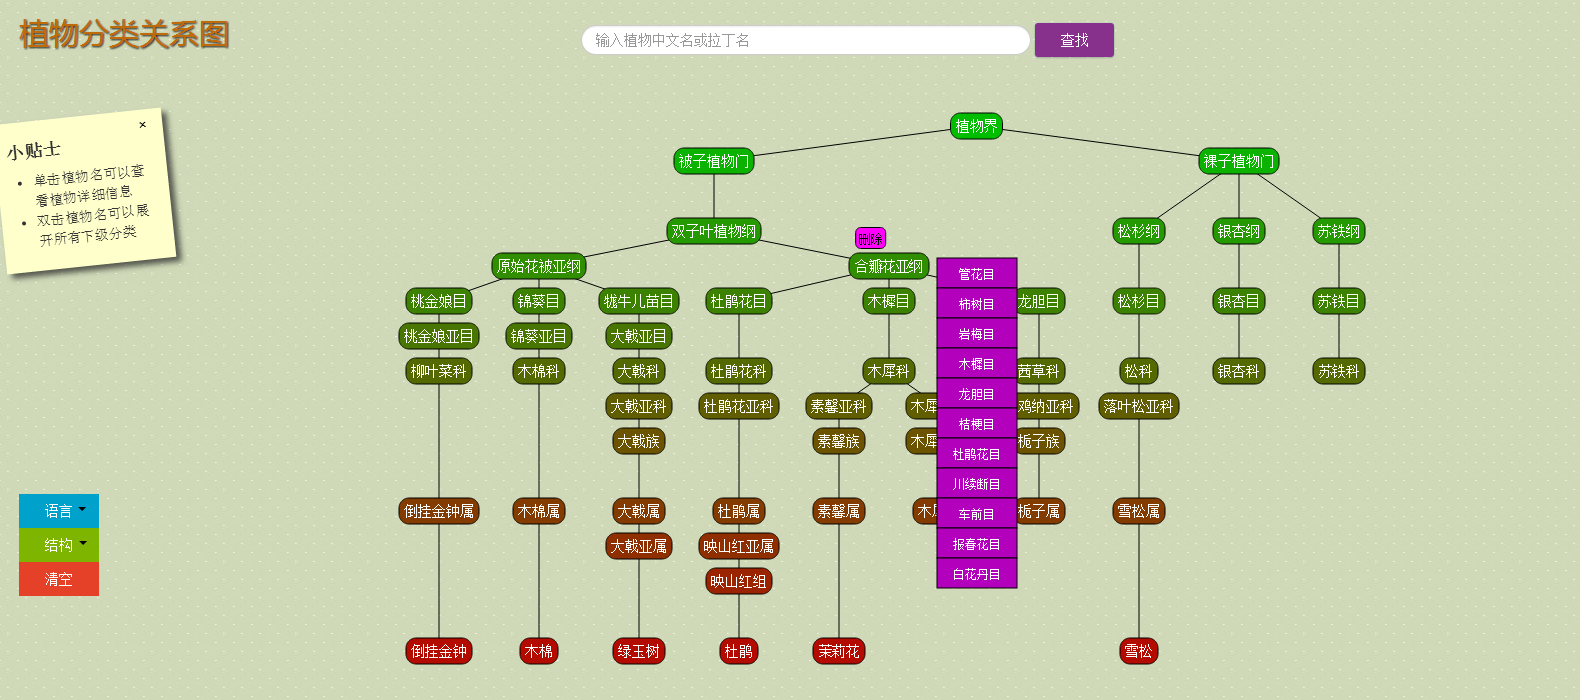 植物分类关系图
输入植物中文名或拉丁名
查找
×
小贴士
单击植物名可以查
看植物详细信息
双击植物名可以展
开所有下级分类
植物界
被子植物门
裸子植物门
双子叶植物纲
删除
松杉纲
银杏纲
苏铁纲
原始花被亚纲
合瓣花亚纲
桃金娘目
锦葵目
牻牛儿苗目
杜鹃花目
木樨目
龙胆目
松杉目
银杏目
苏铁目
桃金娘亚目
锦葵亚目
大戟亚目
柳叶菜科
木棉科
大戟科
杜鹃花科
木犀科
茜草科
松科
银杏科
苏铁科
大戟亚科
杜鹃花亚科
素馨亚科
木犀
鸡纳亚科
落叶松亚科
大戟族
素馨族
木犀
栀子族
倒挂金钟属
木棉属
大戟属
杜鹃属
素馨属
木
栀子属
雪松属
大戟亚属
映山红亚属
映山红组
倒挂金钟
木棉
绿玉树
杜鹃
茉莉花
雪松
管花目
柿树目
岩梅目
木樨目
龙胆目
桔梗目
杜鹃花目
川续断目
车前目
报春花目
白花丹目
语言
结构
清空